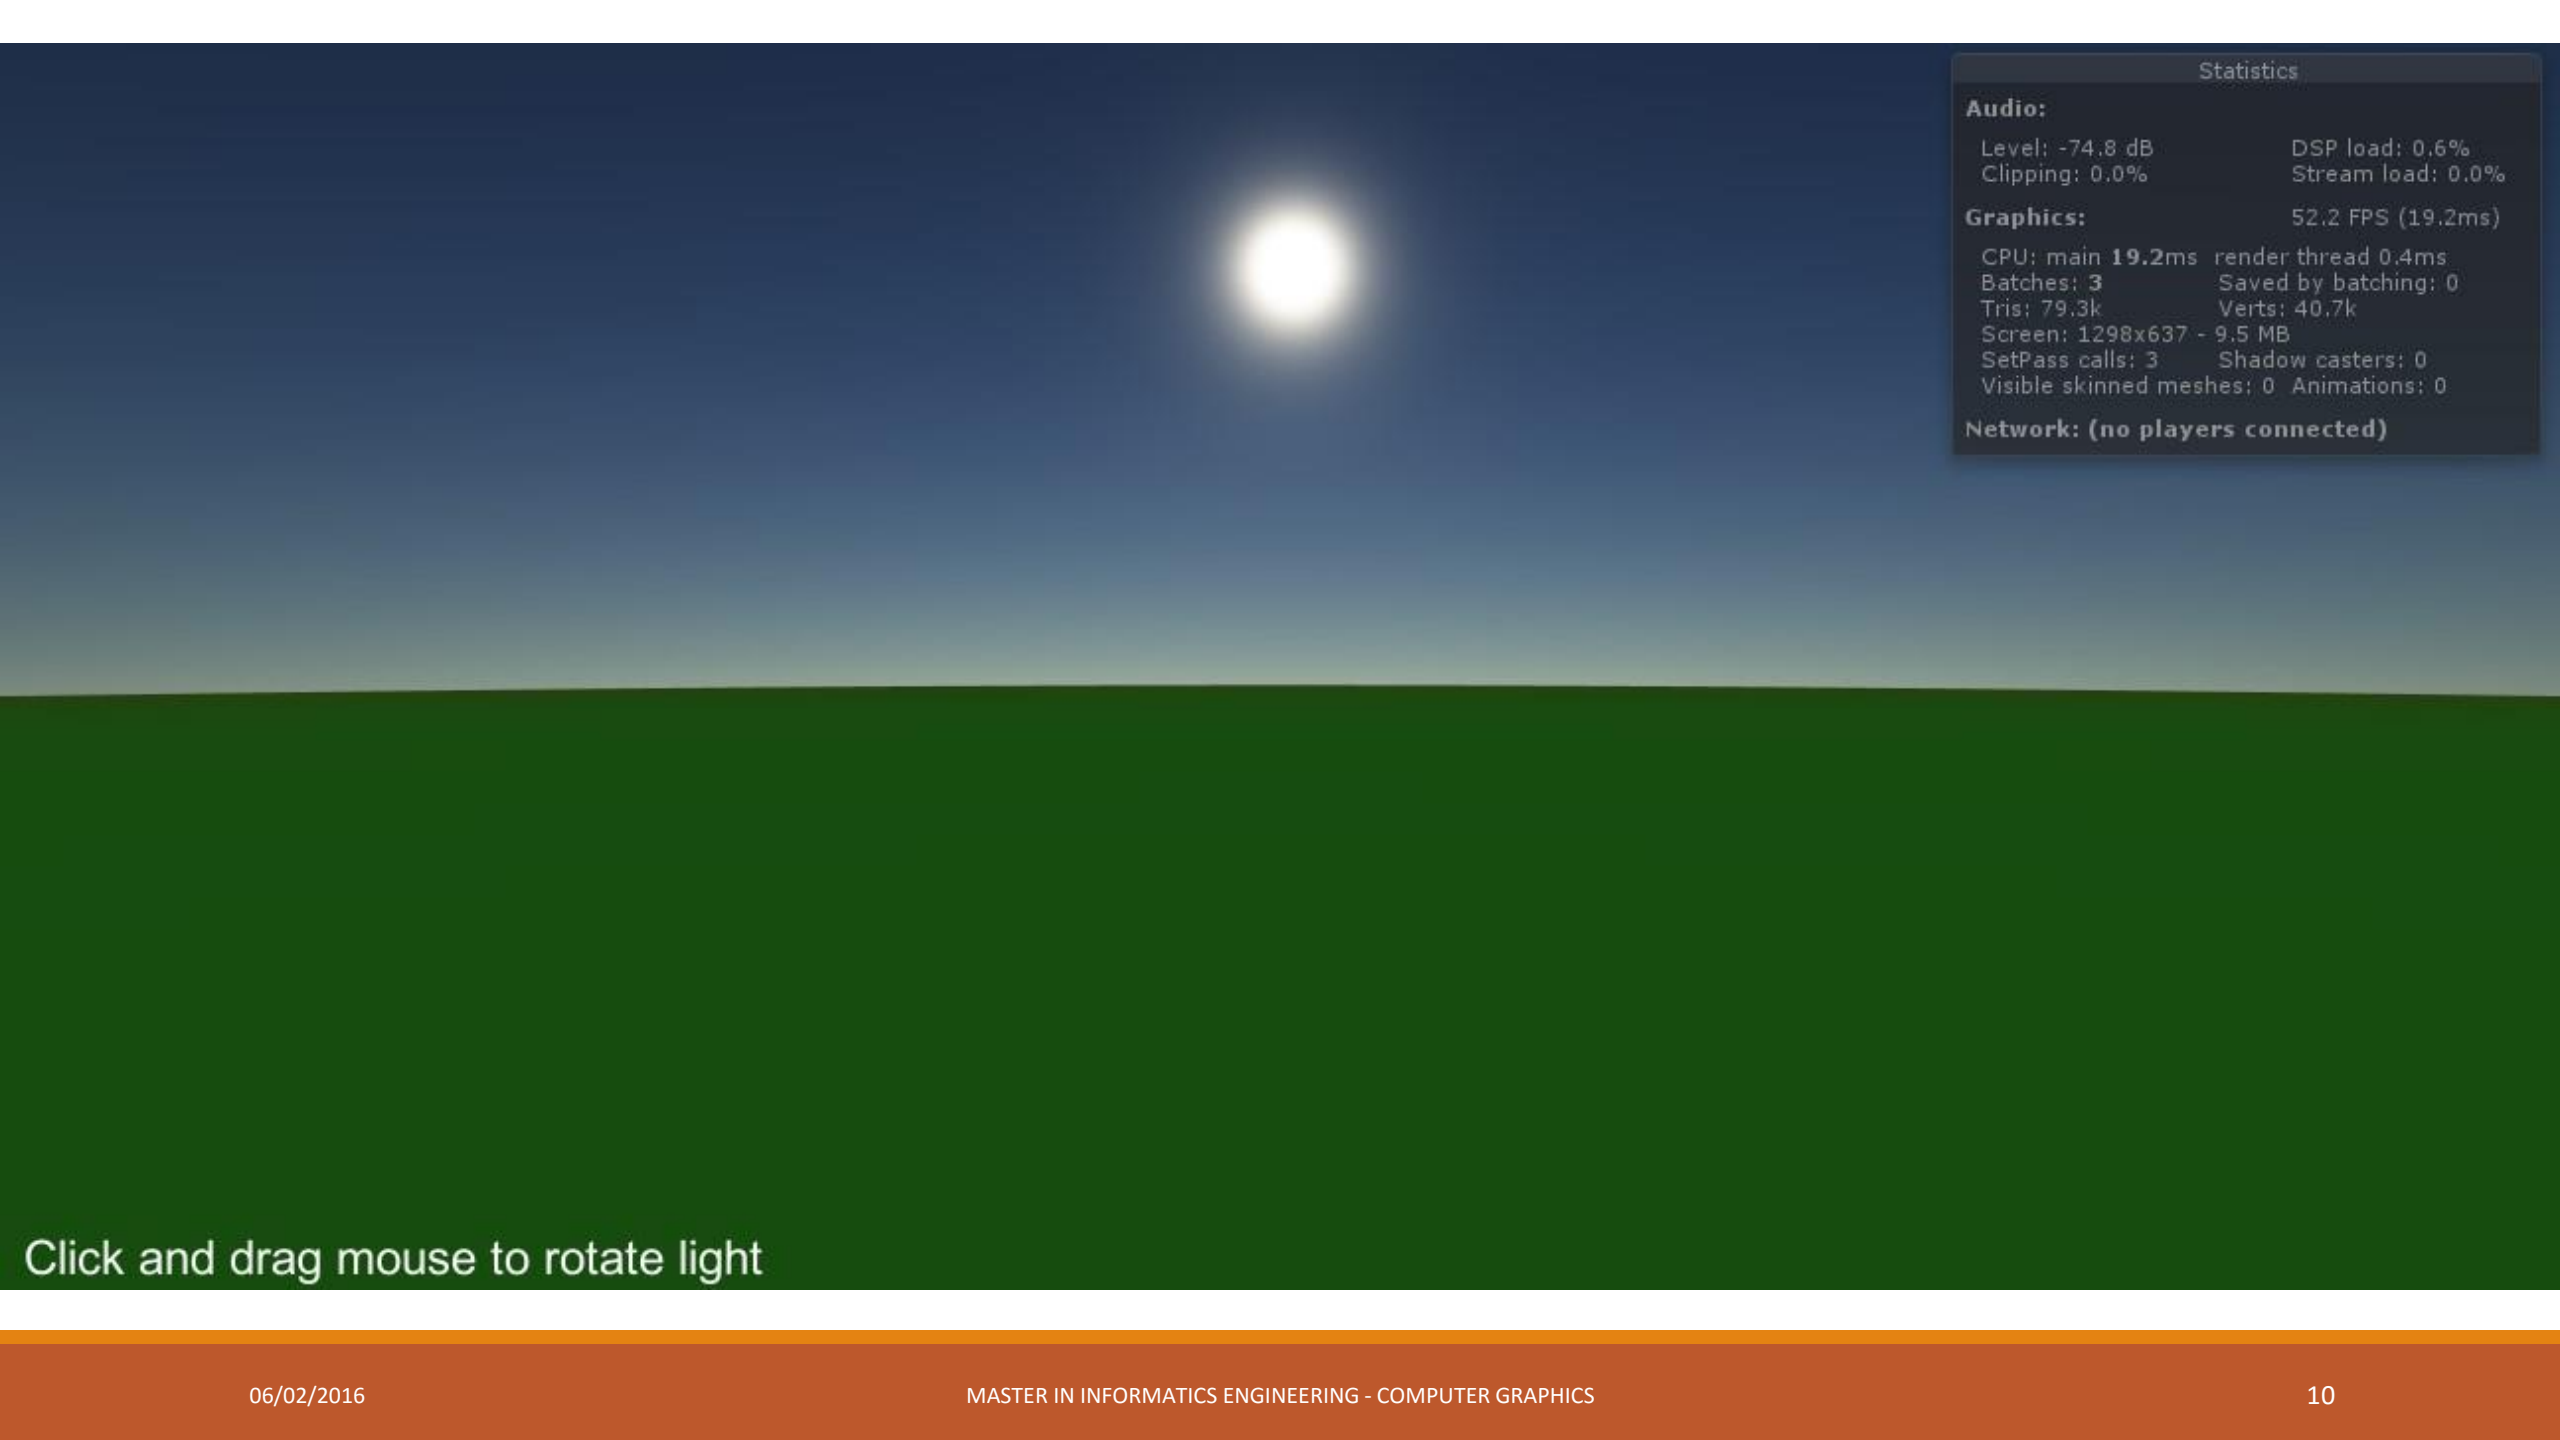 Statistics
Audio:
Level: -74.8 dB DSP load: 0.6%
Clipping: 0.0% Stream load: 0.0%
Graphics: 52.2 FPS (19.2ms)
CPU: main 19.2ms render thread 0.4ms
Batches: 3 Saved by batching: 0
Tris: 79.3k Verts: 40.7k
Screen: 1298x637 - 9.5 MB
SetPass calls: 3 Shadow casters: 0
Visible skinned meshes: 0 Animations: 0
Network: (no players connected)
Click and drag mouse to rotate light
06/02/2016 MASTER IN INFORMATICS ENGINEERING - COMPUTER GRAPHICS 10